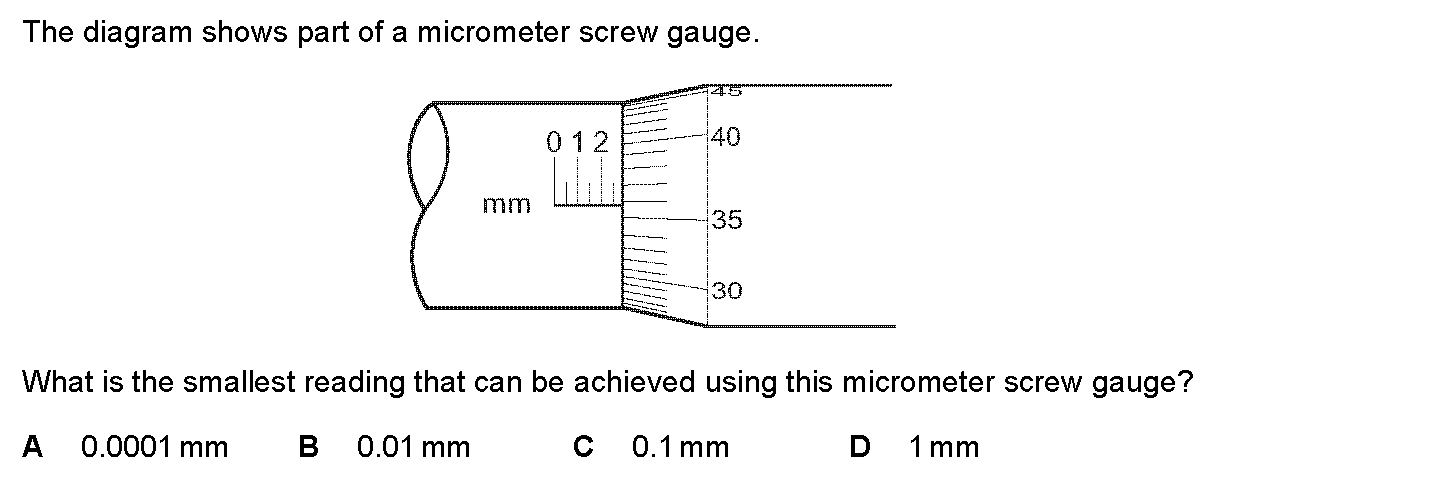 The diagram shows part of a micrometer screw gauge.
45
0 1 2
40
mm
35
30
What is the smallest reading that can be achieved using this micrometer screw gauge?
A 0.0001 mm B 0.01 mm C 0.1 mm D 1 mm